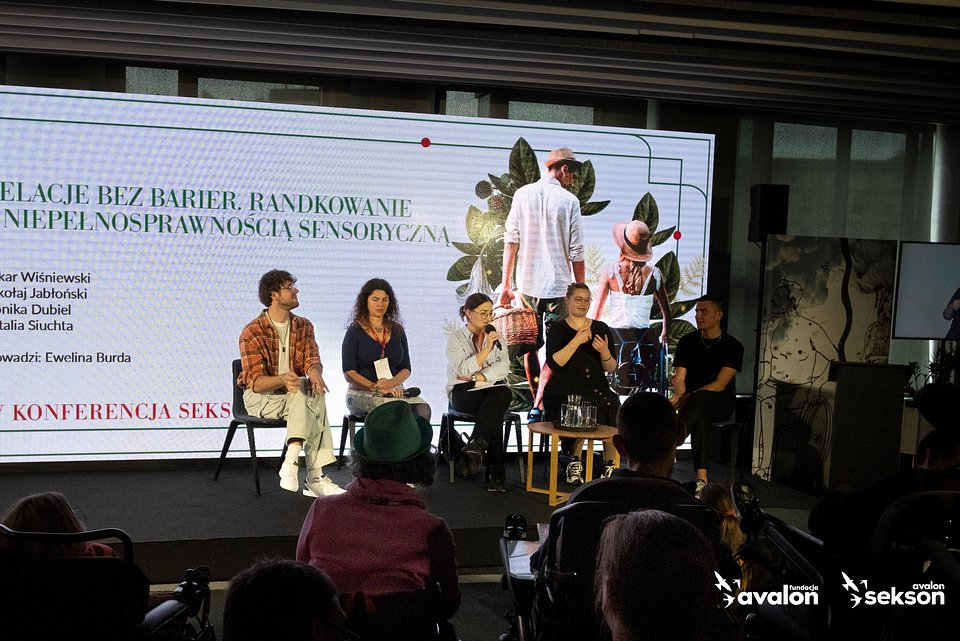 ELACJE BEZ BARIER. RANDKOWANIE
NIEPEŁNOSPRAWNOŚCIĄ SENSORYCZNĄ
kar Wiśniewski
kołaj Jabłoński
onika Dubiel
talia Siuchta
owadzi: Ewelina Burda
V KONFERENCJA SEKS
fundacja
avalon
avalon
sekson